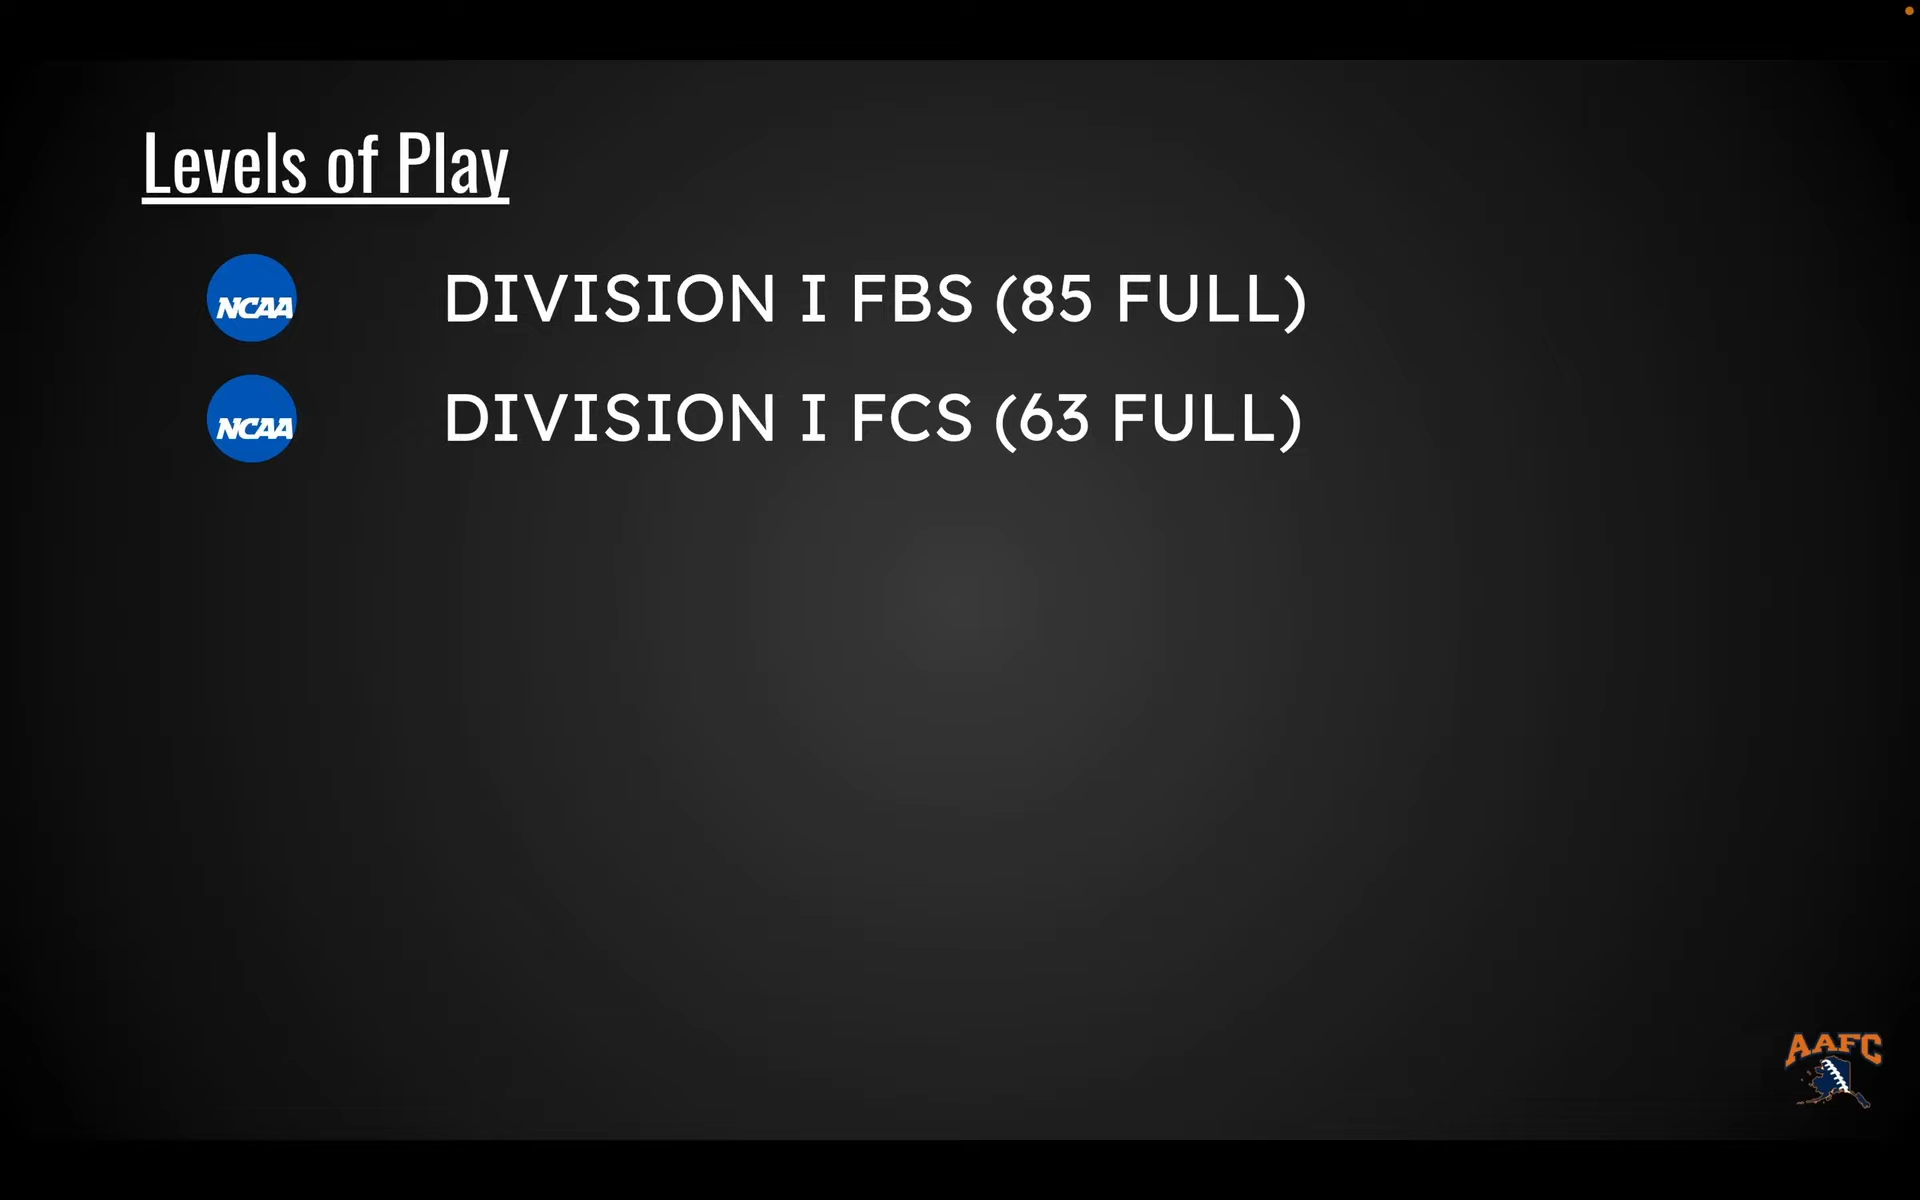 Levels of Play
NCAA DIVISION I FBS (85 FULL)
NCAA DIVISION I FCS (63 FULL)
AAFC